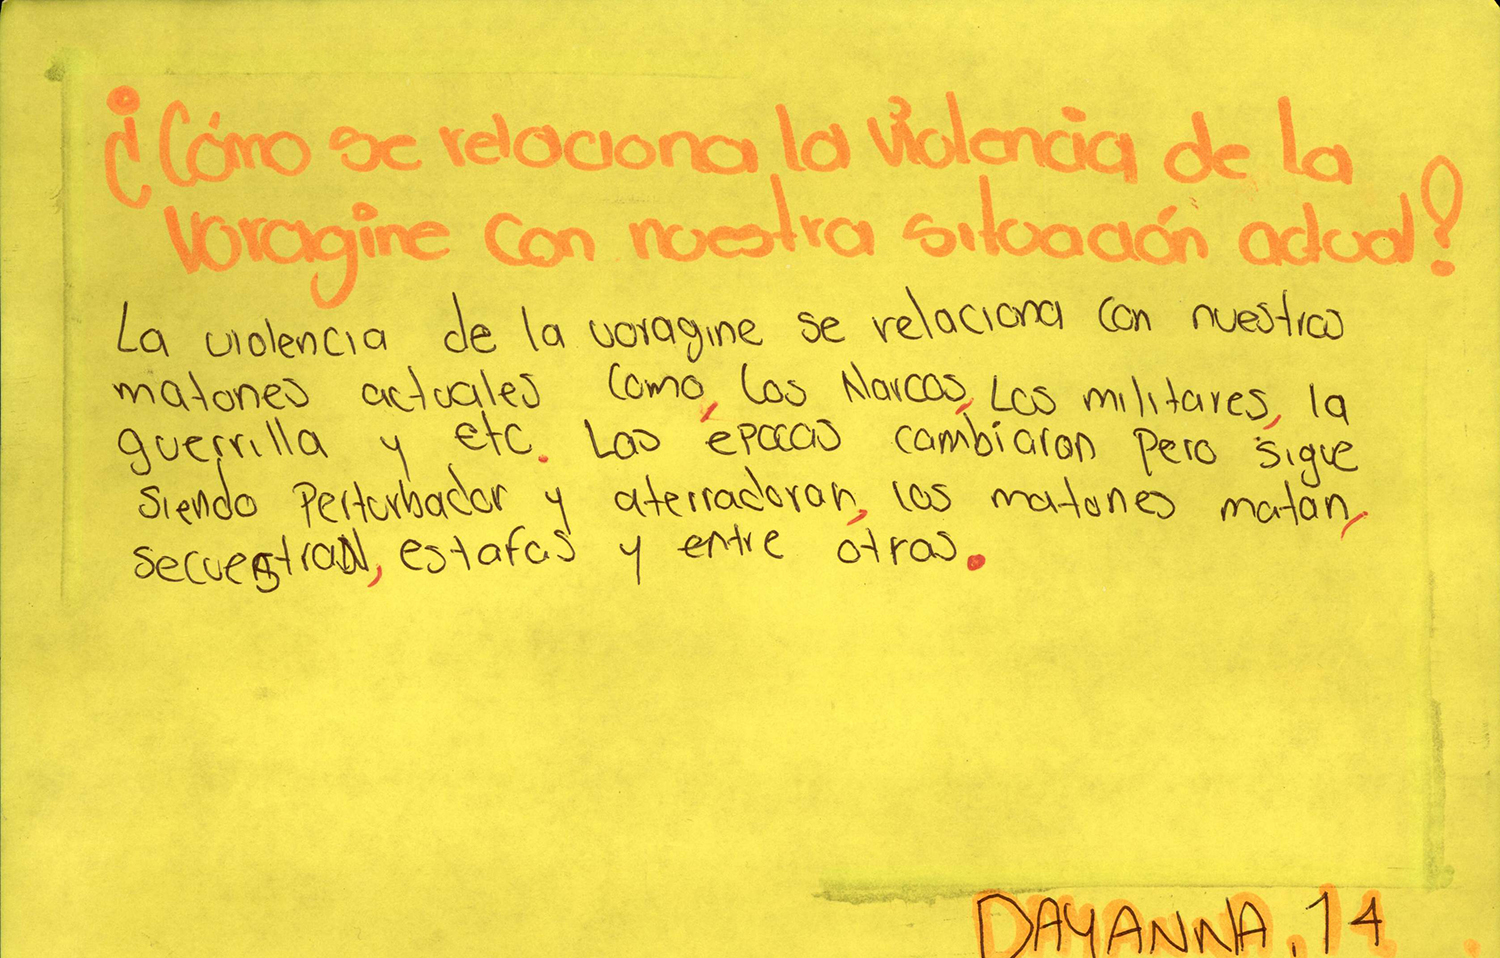 ¿Cómo se relaciona la violencia de la
voragine con nuestra situación actual?
La violencia de la voragine se relaciona con nuestros
matones actuales como, los Narcos, Los militares, la
guerrilla y etc. Las épocas cambiaron pero sigue
siendo perturbador y aterradoran, los matones matan,
secuestran, estafas y entre ótras.
DAYANNA, 14